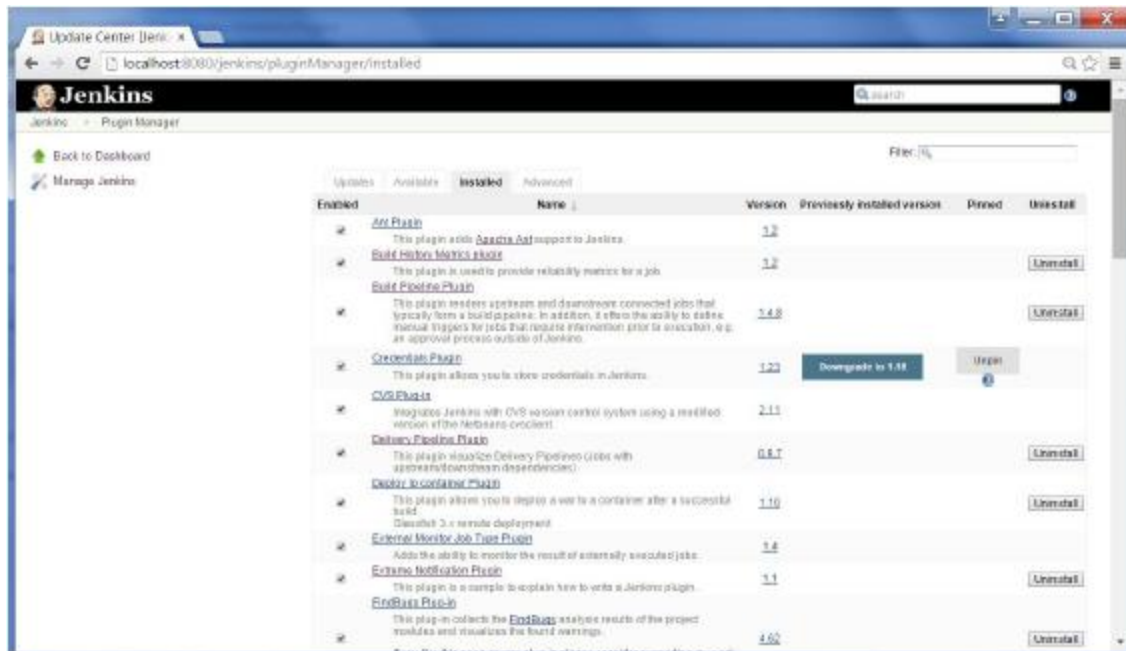 Update Center [Jenk
localhost:8080/jenkins/pluginManager/installed
Jenkins
search
Jenkins Plugin Manager
Back to Dashboard
Manage Jenkins
Filter:
Updates Available Installed Advanced
Enabled Name ↓ Version Previously installed version Pinned Uninstall
Ant Plugin
This plugin adds Apache Ant support to Jenkins.
1.2
Build History Metrics plugin
This plugin is used to provide reliability metrics for a job.
1.2 Uninstall
Build Pipeline Plugin
This plugin renders upstream and downstream connected jobs that
typically form a build pipeline. In addition, it offers the ability to define
manual triggers for jobs that require intervention prior to execution, e.g.
an approval process outside of Jenkins.
1.4.8 Uninstall
Credentials Plugin
This plugin allows you to store credentials in Jenkins.
1.23 Downgrade to 1.18 Unpin
CVS Plug-in
Integrates Jenkins with CVS version control system using a modified
version of the Netbeans cvsclient.
2.11
Delivery Pipeline Plugin
This plugin visualize Delivery Pipelines (Jobs with
upstream/downstream dependencies)
0.8.7 Uninstall
Deploy to container Plugin
This plugin allows you to deploy a war to a container after a successful
build.
Glassfish 3.x remote deployment
1.10 Uninstall
External Monitor Job Type Plugin
Adds the ability to monitor the result of externally executed jobs.
1.4
Extreme Notification Plugin
This plugin is a sample to explain how to write a Jenkins plugin.
1.1 Uninstall
FindBugs Plug-in
This plug-in collects the FindBugs analysis results of the project
modules and visualizes the found warnings.
4.62 Uninstall